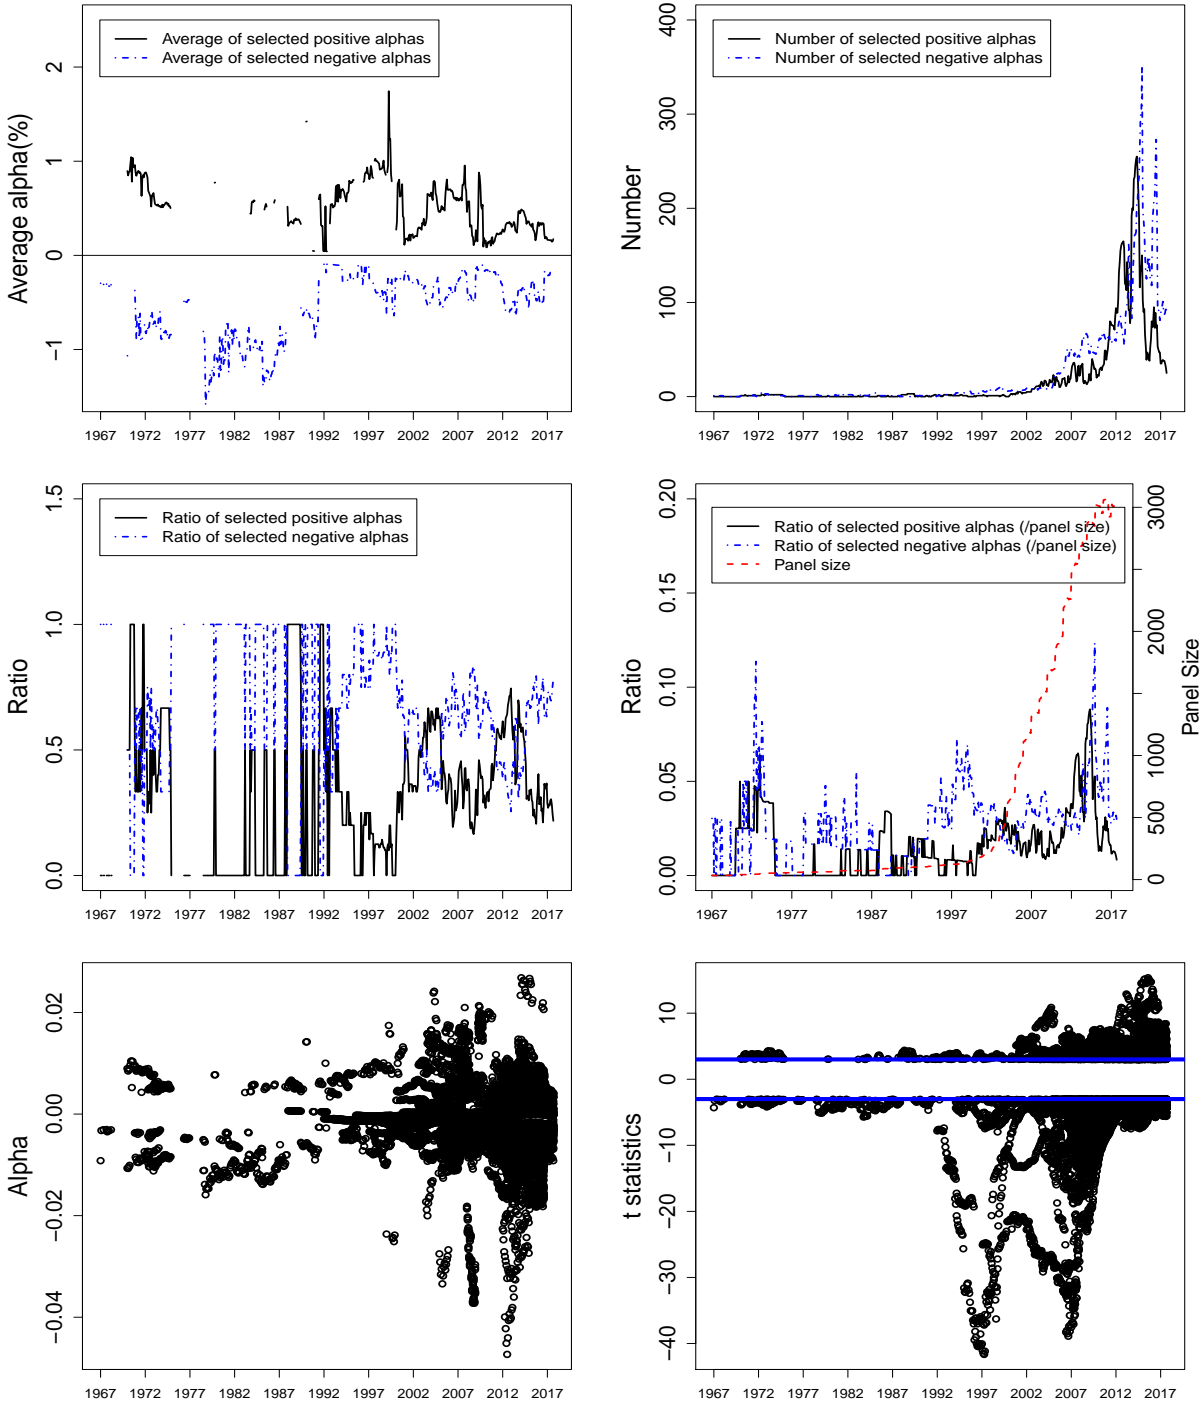 Average of selected positive alphas
Average of selected negative alphas
Average alpha(%)
2
1
0
−1
1967 1972 1977 1982 1987 1992 1997 2002 2007 2012 2017
Number of selected positive alphas
Number of selected negative alphas
Number
400
300
200
100
0
1967 1972 1977 1982 1987 1992 1997 2002 2007 2012 2017
Ratio of selected positive alphas
Ratio of selected negative alphas
Ratio
1.5
1.0
0.5
0.0
1967 1972 1977 1982 1987 1992 1997 2002 2007 2012 2017
Ratio of selected positive alphas (/panel size)
Ratio of selected negative alphas (/panel size)
Panel size
Ratio
0.20
0.15
0.10
0.05
0.00
Panel Size
3000
2000
1000
500
0
1967 1977 1987 1997 2007 2017
Alpha
0.02
0.00
−0.02
−0.04
1967 1972 1977 1982 1987 1992 1997 2002 2007 2012 2017
t statistics
10
0
−10
−20
−30
−40
1967 1972 1977 1982 1987 1992 1997 2002 2007 2012 2017